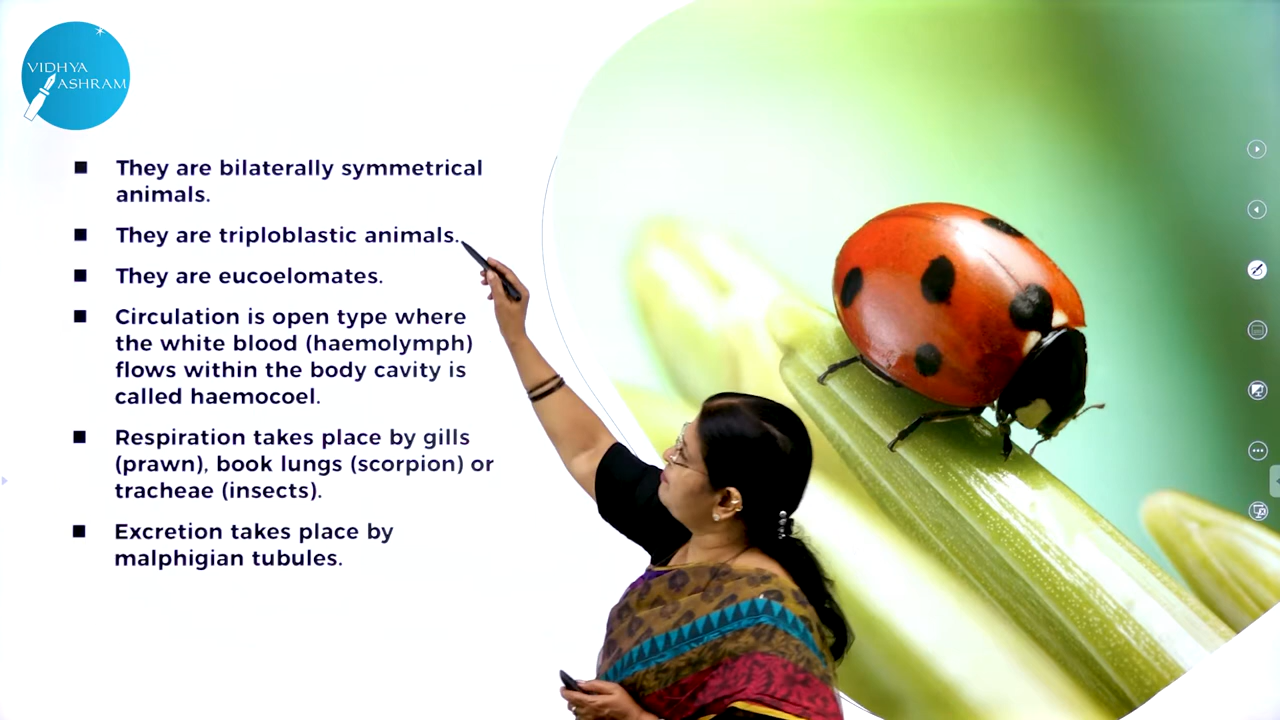 VIDHYA
ASHRAM
■ They are bilaterally symmetrical
animals.
■ They are triploblastic animals.
■ They are eucoelomates.
■ Circulation is open type where
the white blood (haemolymph)
flows within the body cavity is
called haemocoel.
■ Respiration takes place by gills
(prawn), book lungs (scorpion) or
tracheae (insects).
■ Excretion takes place by
malphigian tubules.